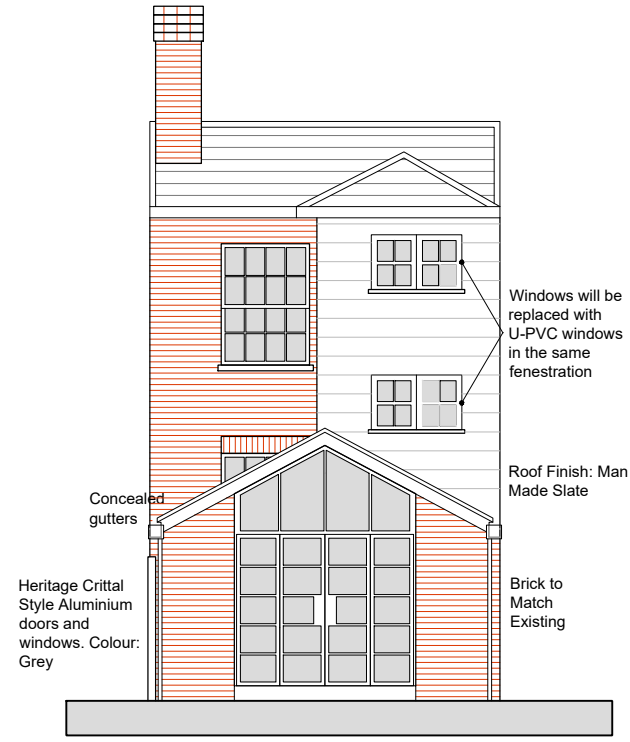 Windows will be
replaced with
U-PVC windows
in the same
fenestration
Roof Finish: Man
Made Slate
Concealed
gutters
Heritage Crittal
Style Aluminium
doors and
windows. Colour:
Grey
Brick to
Match
Existing